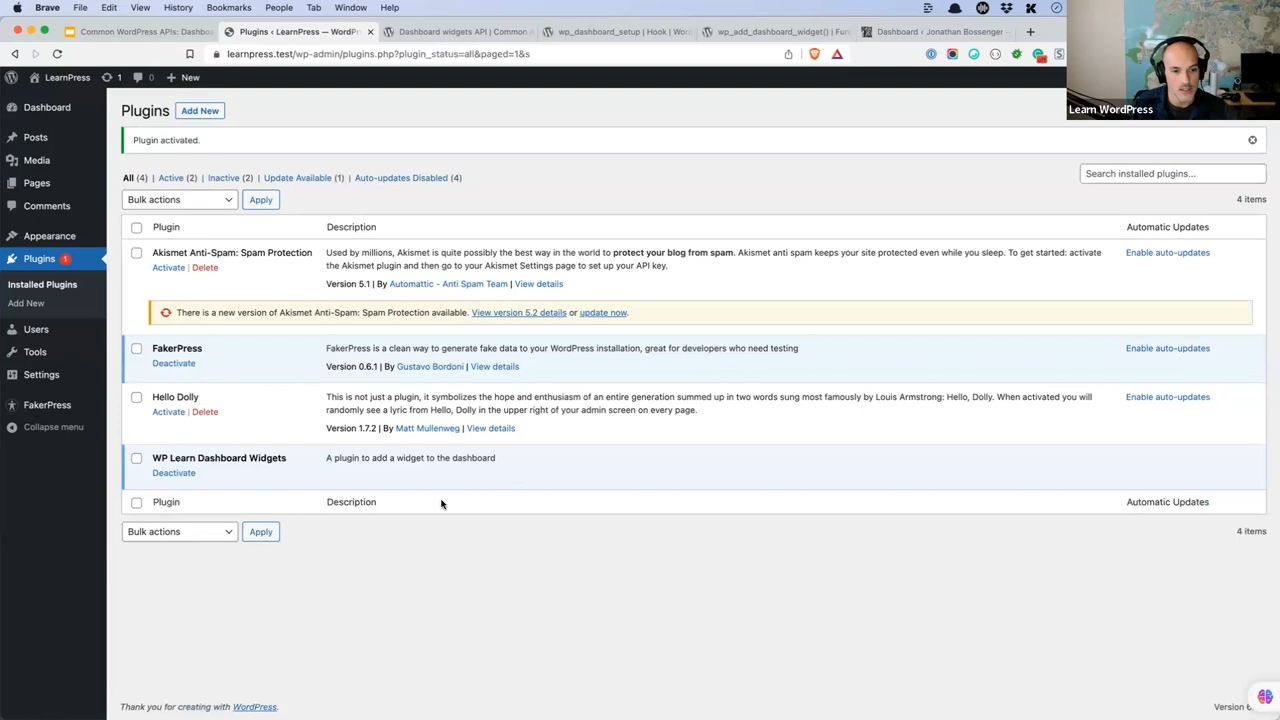 Brave File Edit View History Bookmarks People Tab Window Help
Common WordPress APIs: Dashbo
Plugins ‹ LearnPress — WordPr
Dashboard widgets API | Common A
wp_dashboard_setup | Hook | Wor
wp_add_dashboard_widget() | Fun
Dashboard ‹ Jonathan Bossenger —
learnpress.test/wp-admin/plugins.php?plugin_status=all&paged=1&s
LearnPress 1 0 New
Learn WordPress
Dashboard
Posts
Media
Pages
Comments
Appearance
Plugins 1
Installed Plugins
Add New
Users
Tools
Settings
FakerPress
Collapse menu
Plugins Add New
Plugin activated.
All (4) | Active (2) | Inactive (2) | Update Available (1) | Auto-updates Disabled (4)
Search installed plugins...
Bulk actions Apply
4 items
Plugin Description Automatic Updates
Akismet Anti-Spam: Spam Protection
Activate | Delete
Used by millions, Akismet is quite possibly the best way in the world to protect your blog from spam. Akismet anti spam keeps your site protected even while you sleep. To get started: activate
the Akismet plugin and then go to your Akismet Settings page to set up your API key.
Version 5.1 | By Automattic - Anti Spam Team | View details
Enable auto-updates
There is a new version of Akismet Anti-Spam: Spam Protection available. View version 5.2 details or update now.
FakerPress
Deactivate
FakerPress is a clean way to generate fake data to your WordPress installation, great for developers who need testing
Version 0.6.1 | By Gustavo Bordoni | View details
Enable auto-updates
Hello Dolly
Activate | Delete
This is not just a plugin, it symbolizes the hope and enthusiasm of an entire generation summed up in two words sung most famously by Louis Armstrong: Hello, Dolly. When activated you will
randomly see a lyric from Hello, Dolly in the upper right of your admin screen on every page.
Version 1.7.2 | By Matt Mullenweg | View details
Enable auto-updates
WP Learn Dashboard Widgets
Deactivate
A plugin to add a widget to the dashboard
Plugin Description Automatic Updates
Bulk actions Apply
4 items
Thank you for creating with WordPress.
Version